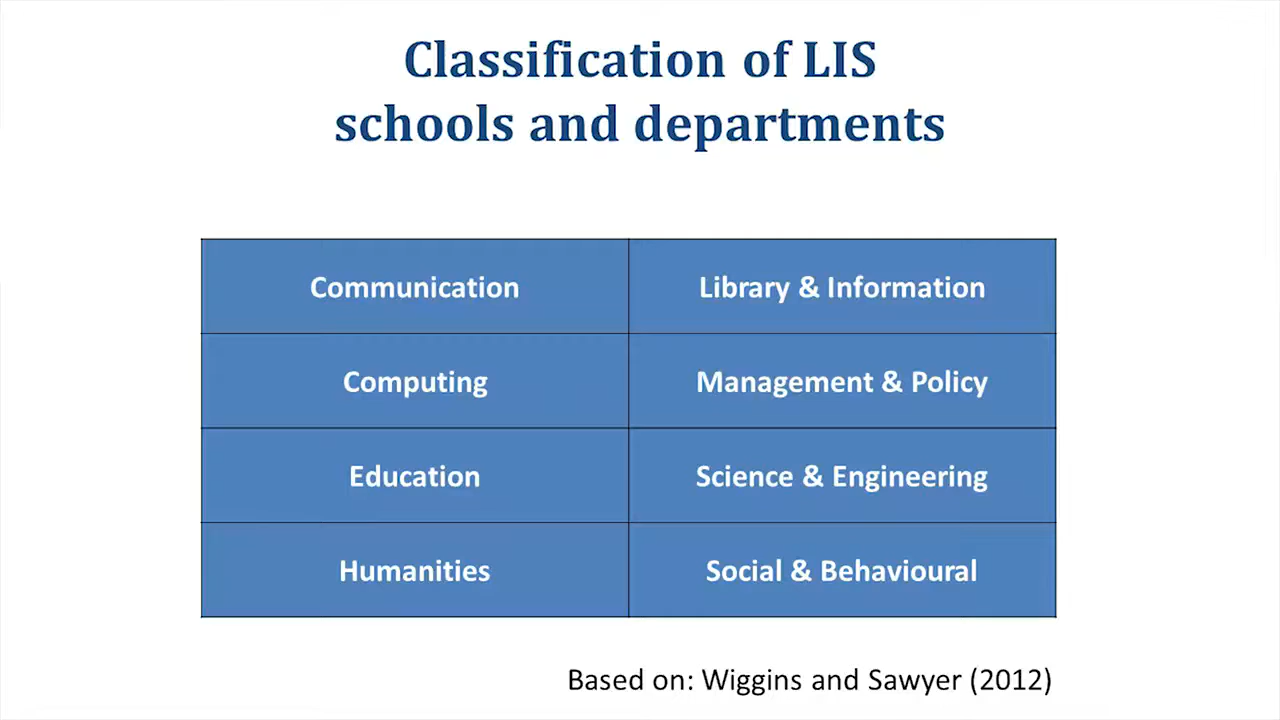 Classification of LIS
schools and departments
Communication
Library & Information
Computing
Management & Policy
Education
Science & Engineering
Humanities
Social & Behavioural
Based on: Wiggins and Sawyer (2012)